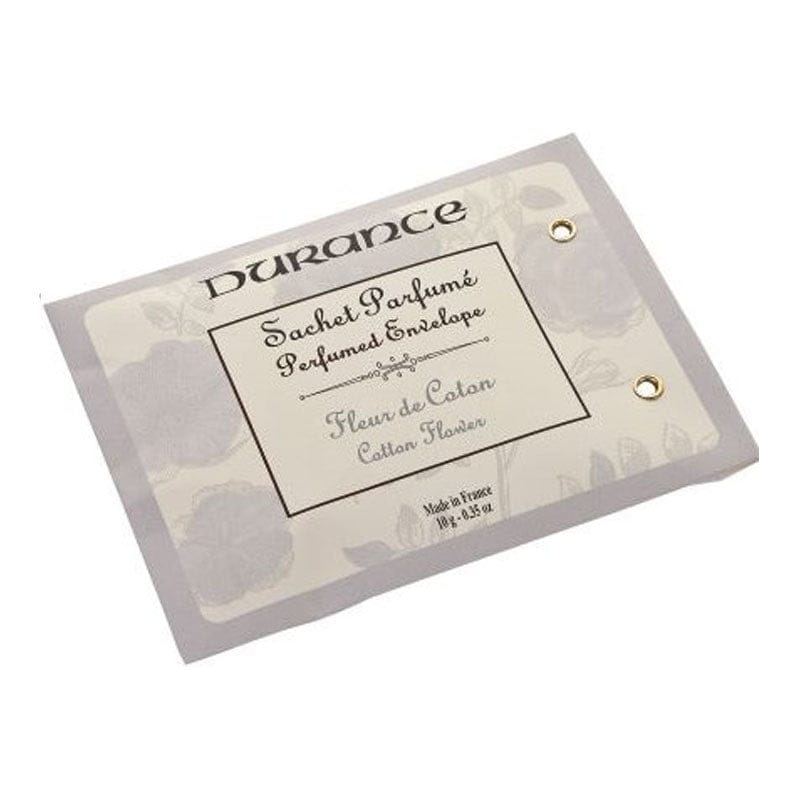 DURANCE
Sachet Parfumé
Perfumed Envelope
Fleur de Coton
Cotton Flower
Made in France
10 g - 0.35 oz